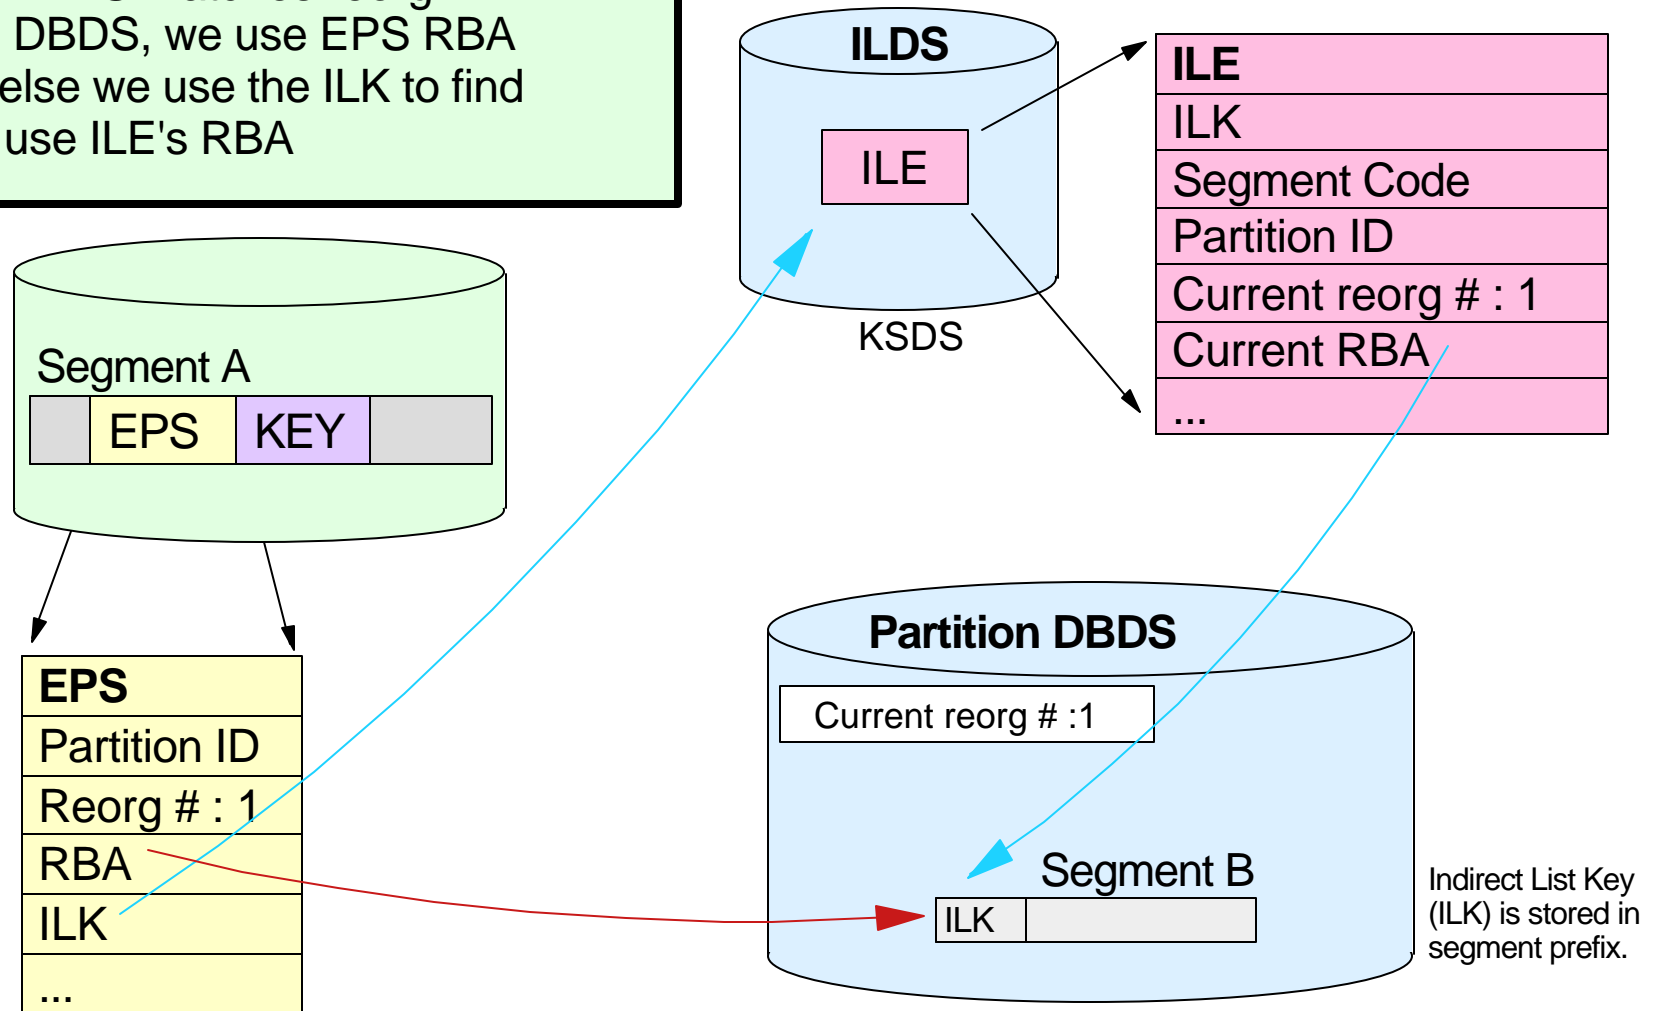 DBDS, we use EPS RBA
else we use the ILK to find
use ILE's RBA
ILDS
ILE
KSDS
ILE
ILK
Segment Code
Partition ID
Current reorg # : 1
Current RBA
...
Segment A
EPS KEY
EPS
Partition ID
Reorg # : 1
RBA
ILK
...
Partition DBDS
Current reorg # :1
Segment B
ILK
Indirect List Key
(ILK) is stored in
segment prefix.